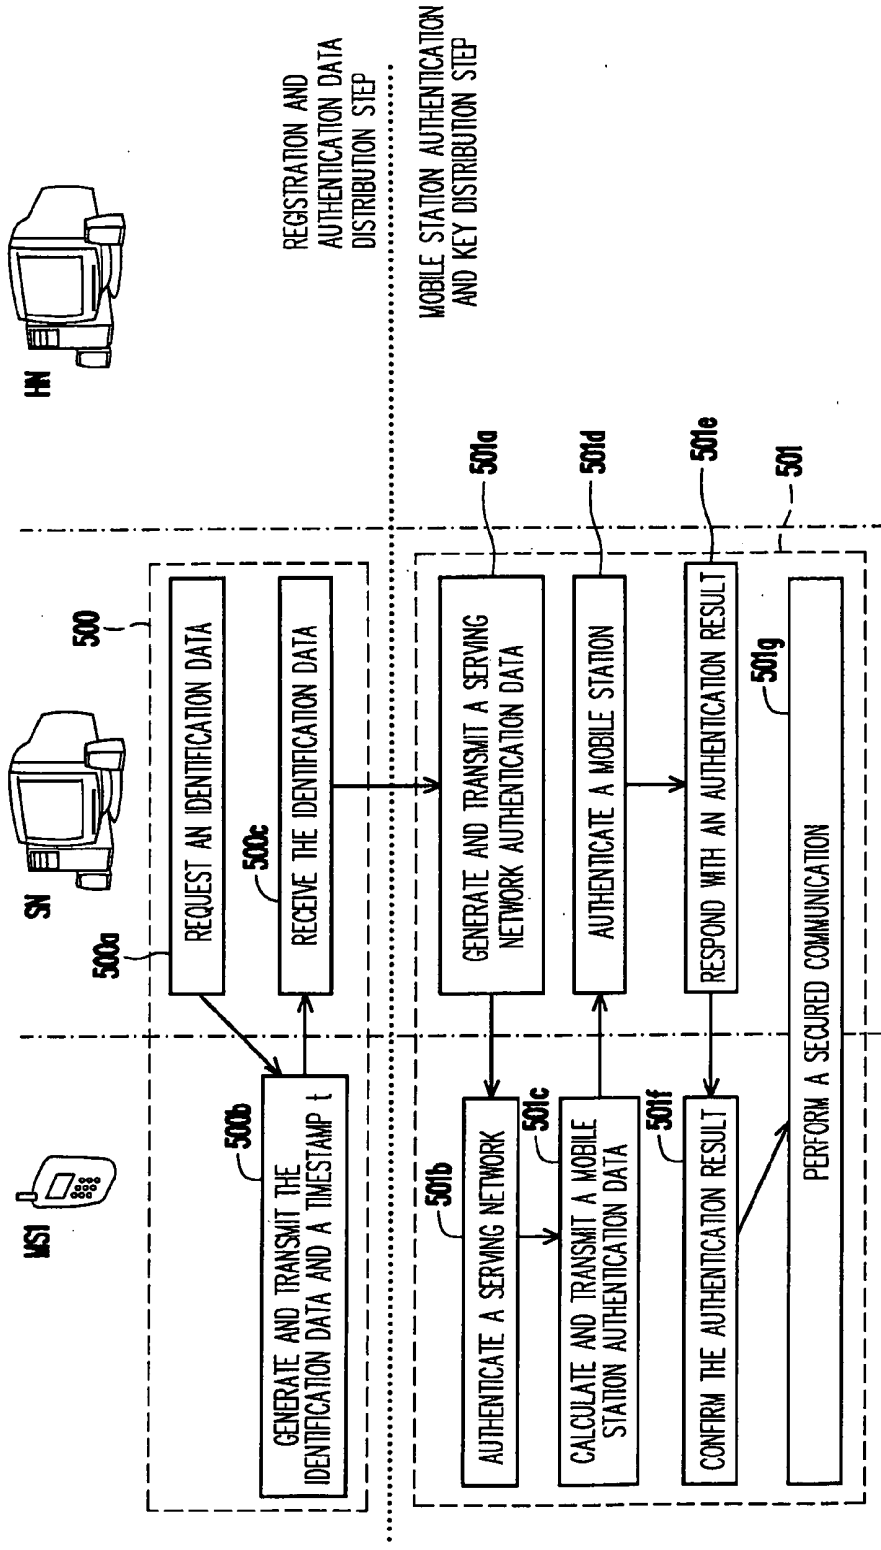 MS1
SN
HN
500
500a
REQUEST AN IDENTIFICATION DATA
500b
GENERATE AND TRANSMIT THE
IDENTIFICATION DATA AND A TIMESTAMP t
500c
RECEIVE THE IDENTIFICATION DATA
REGISTRATION AND
AUTHENTICATION DATA
DISTRIBUTION STEP
MOBILE STATION AUTHENTICATION
AND KEY DISTRIBUTION STEP
501a
GENERATE AND TRANSMIT A SERVING
NETWORK AUTHENTICATION DATA
501b
AUTHENTICATE A SERVING NETWORK
501c
CALCULATE AND TRANSMIT A MOBILE
STATION AUTHENTICATION DATA
501d
AUTHENTICATE A MOBILE STATION
501e
RESPOND WTH AN AUTHENTICATION RESULT
501f
CONFIRM THE AUTHENTICATION RESULT
501
501g
PERFORM A SECURED COMMUNICATION